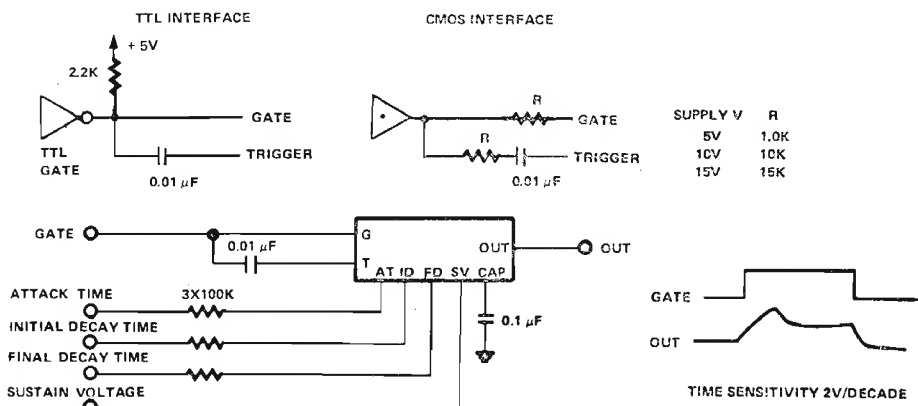 TTL INTERFACE
CMOS INTERFACE
+ 5V
2.2K
GATE
TRIGGER
TTL
GATE
0.01 µF
R
GATE
R
TRIGGER
0.01 µF
SUPPLY V R
5V 1.0K
10V 10K
15V 15K
GATE
0.01 µF
G
T
OUT
OUT
AT ID FD SV CAP
ATTACK TIME
3X100K
INITIAL DECAY TIME
0.1 µF
FINAL DECAY TIME
SUSTAIN VOLTAGE
GATE
OUT
TIME SENSITIVITY 2V/DECADE